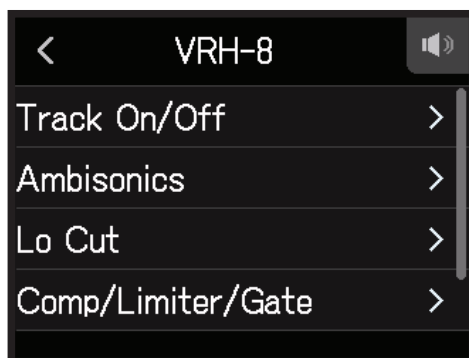 VRH-8
Track On/Off
Ambisonics
Lo Cut
Comp/Limiter/Gate